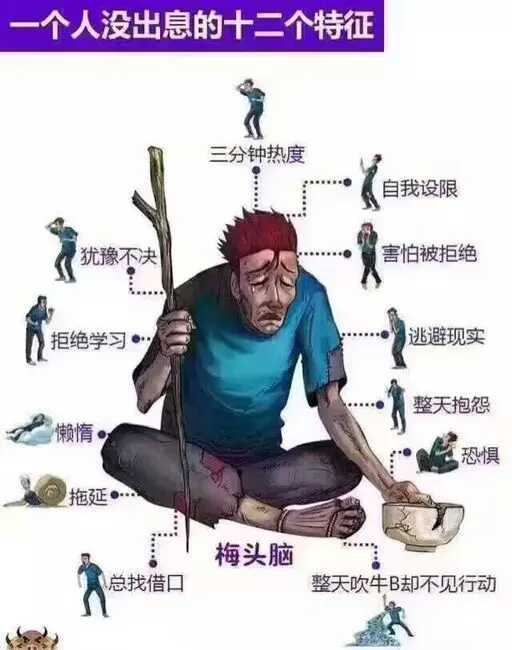 一个人没出息的十二个特征
三分钟热度
自我设限
犹豫不决
害怕被拒绝
拒绝学习
逃避现实
整天抱怨
懒惰
恐惧
拖延
梅头脑
总找借口
整天吹牛B却不见行动